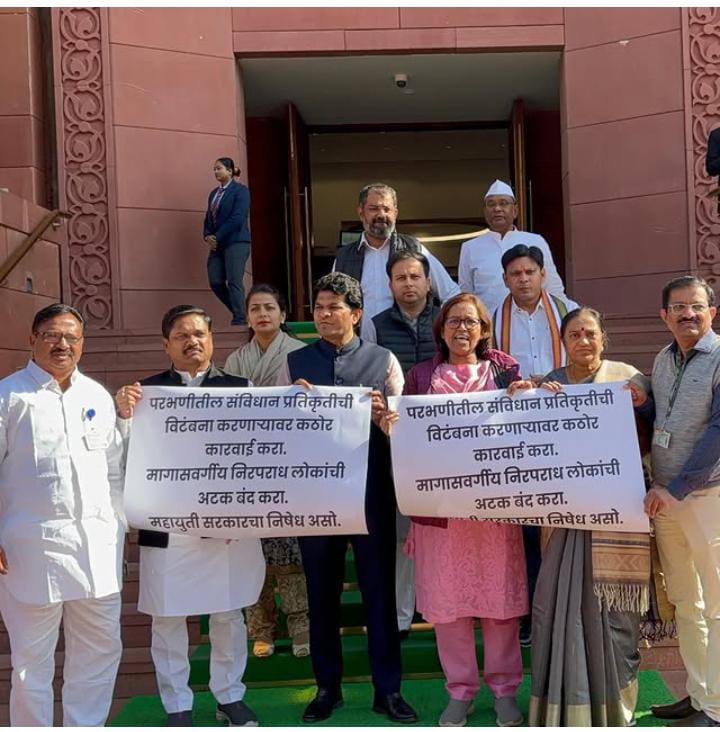 परभणीतील संविधान प्रतिकृतीची
विटंबना करणाऱ्यावर कठोर
कारवाई करा.
मागासवर्गीय निरपराध लोकांची
अटक बंद करा.
महायुती सरकारचा निषेध असो.
परभणीतील संविधान प्रतिकृतीची
विटंबना करणाऱ्यावर कठोर
कारवाई करा.
मागासवर्गीय निरपराध लोकांची
अटक बंद करा.
सरकारचा निषेध असो.